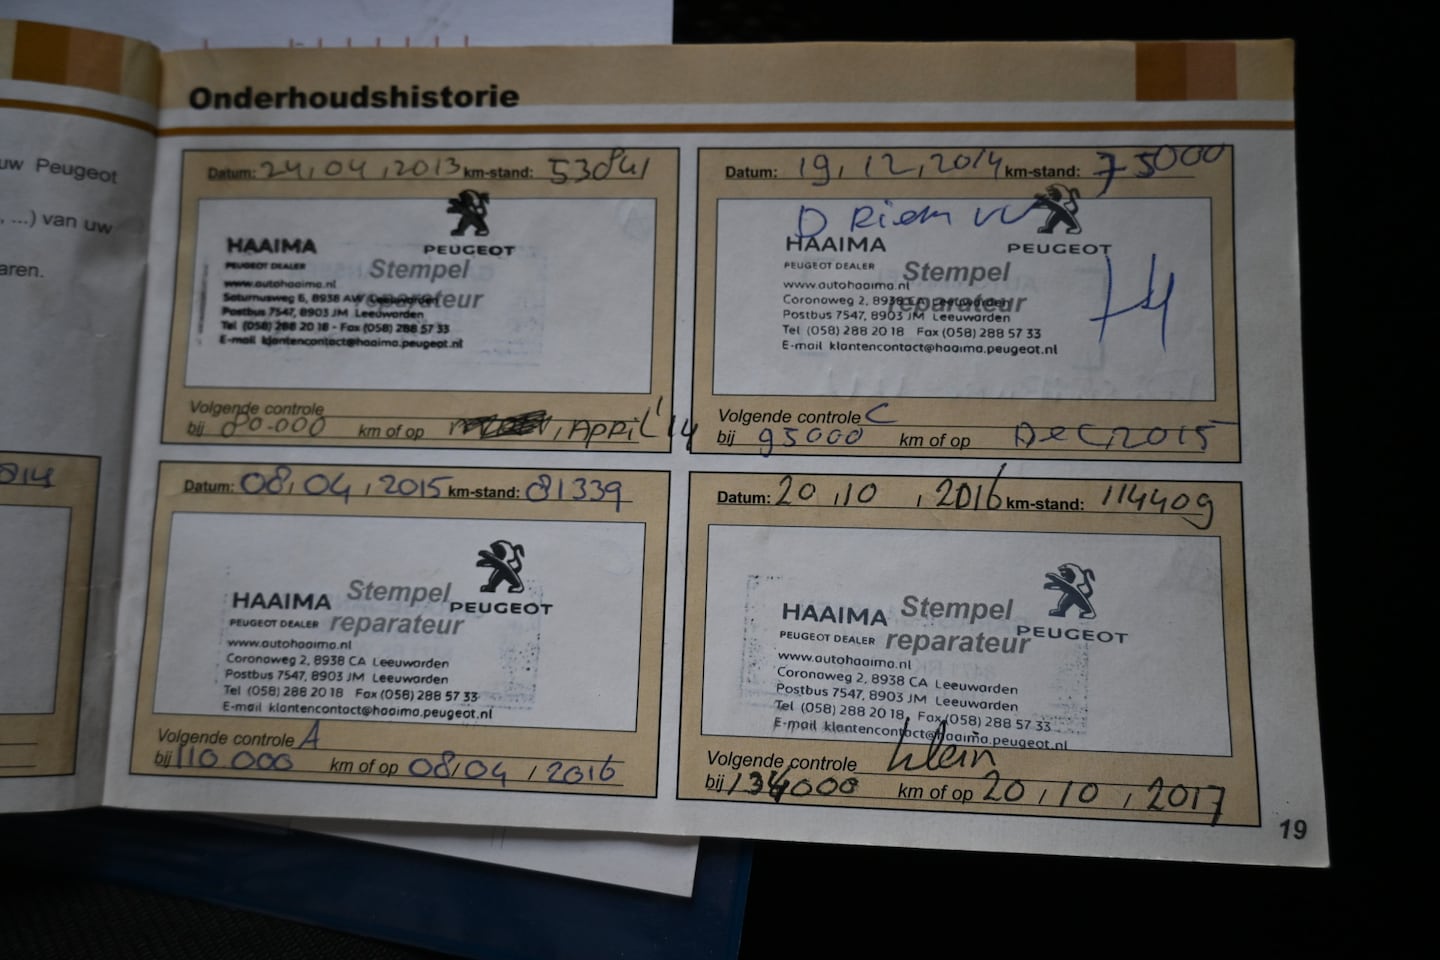 uw Peugeot
, ...) van uw
aren.
814
Onderhoudshistorie
Datum: 24, 04, 2013 km-stand: 53841
PEUGEOT
HAAIMA
PEUGEOT DEALER
Stempel
reparateur
www.autohaaima.nl
Saturnusweg 6, 8938 AW Leeuwarden
Postbus 7547, 8903 JM Leeuwarden
Tel (058) 288 20 18 - Fax (058) 288 57 33
E-mail klantencontact@haaima.peugeot.nl
Volgende controle
bij 80.000 km of op April '14
Datum: 19, 12, 2014 km-stand: 75000
D Riem
HAAIMA
PEUGEOT
PEUGEOT DEALER
Stempel
reparateur
www.autohaaima.nl
Coronaweg 2, 8938 CA Leeuwarden
Postbus 7547, 8903 JM Leeuwarden
Tel (058) 288 20 18 Fax (058) 288 57 33
E-mail klantencontact@haaima.peugeot.nl
Volgende controle C
bij 95000 km of op Dec, 2015
Datum: 08, 04, 2015 km-stand: 81339
Stempel
reparateur
HAAIMA
PEUGEOT
PEUGEOT DEALER
www.autohaaima.nl
Coronaweg 2, 8938 CA Leeuwarden
Postbus 7547, 8903 JM Leeuwarden
Tel (058) 288 20 18 Fax (058) 288 57 33
E-mail klantencontact@haaima.peugeot.nl
Volgende controle A
bij 110.000 km of op 08/04, 2016
Datum: 20, 10, 2016 km-stand: 114409
Stempel
reparateur
HAAIMA
PEUGEOT
PEUGEOT DEALER
www.autohaaima.nl
Coronaweg 2, 8938 CA Leeuwarden
Postbus 7547, 8903 JM Leeuwarden
Tel (058) 288 20 18 Fax (058) 288 57 33
E-mail klantencontact@haaima.peugeot.nl
Volgende controle klein
bij 134000 km of op 20, 10, 2017
19